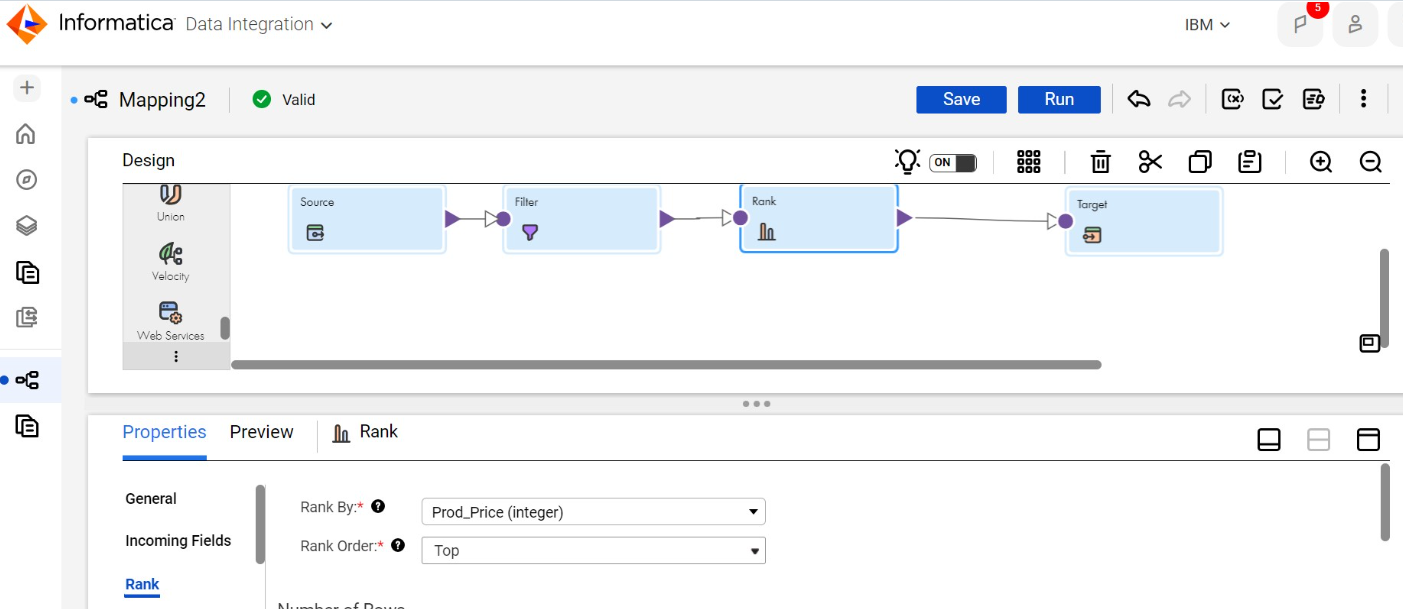 Informatica Data Integration
IBM
5
Mapping2
Valid
Save
Run
Design
ON
Union
Velocity
Web Services
Source
Filter
Rank
Target
Properties
Preview
Rank
General
Incoming Fields
Rank
Rank By:* ?
Prod_Price (integer)
Rank Order:* ?
Top
Number of Rows